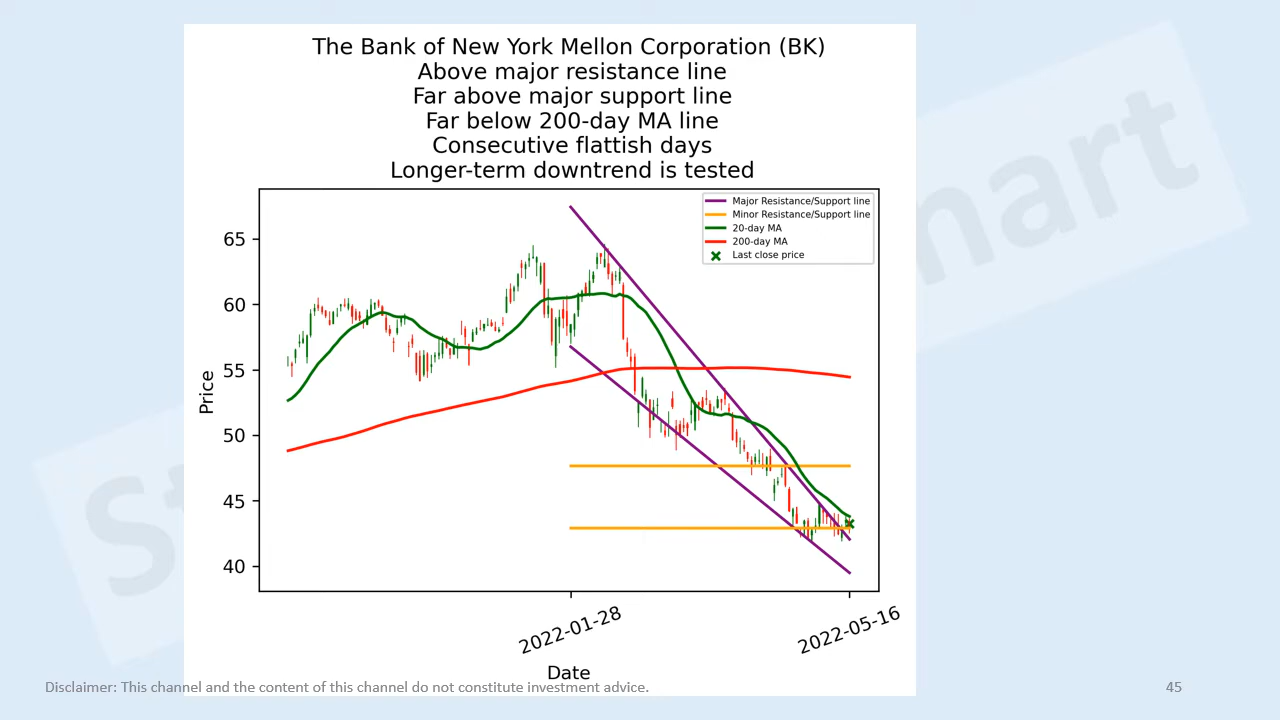 The Bank of New York Mellon Corporation (BK)
Above major resistance line
Far above major support line
Far below 200-day MA line
Consecutive flattish days
Longer-term downtrend is tested
Major Resistance/Support line
Minor Resistance/Support line
20-day MA
200-day MA
Last close price
65
60
55
50
45
40
Price
2022-01-28
2022-05-16
Date
Disclaimer: This channel and the content of this channel do not constitute investment advice.
45